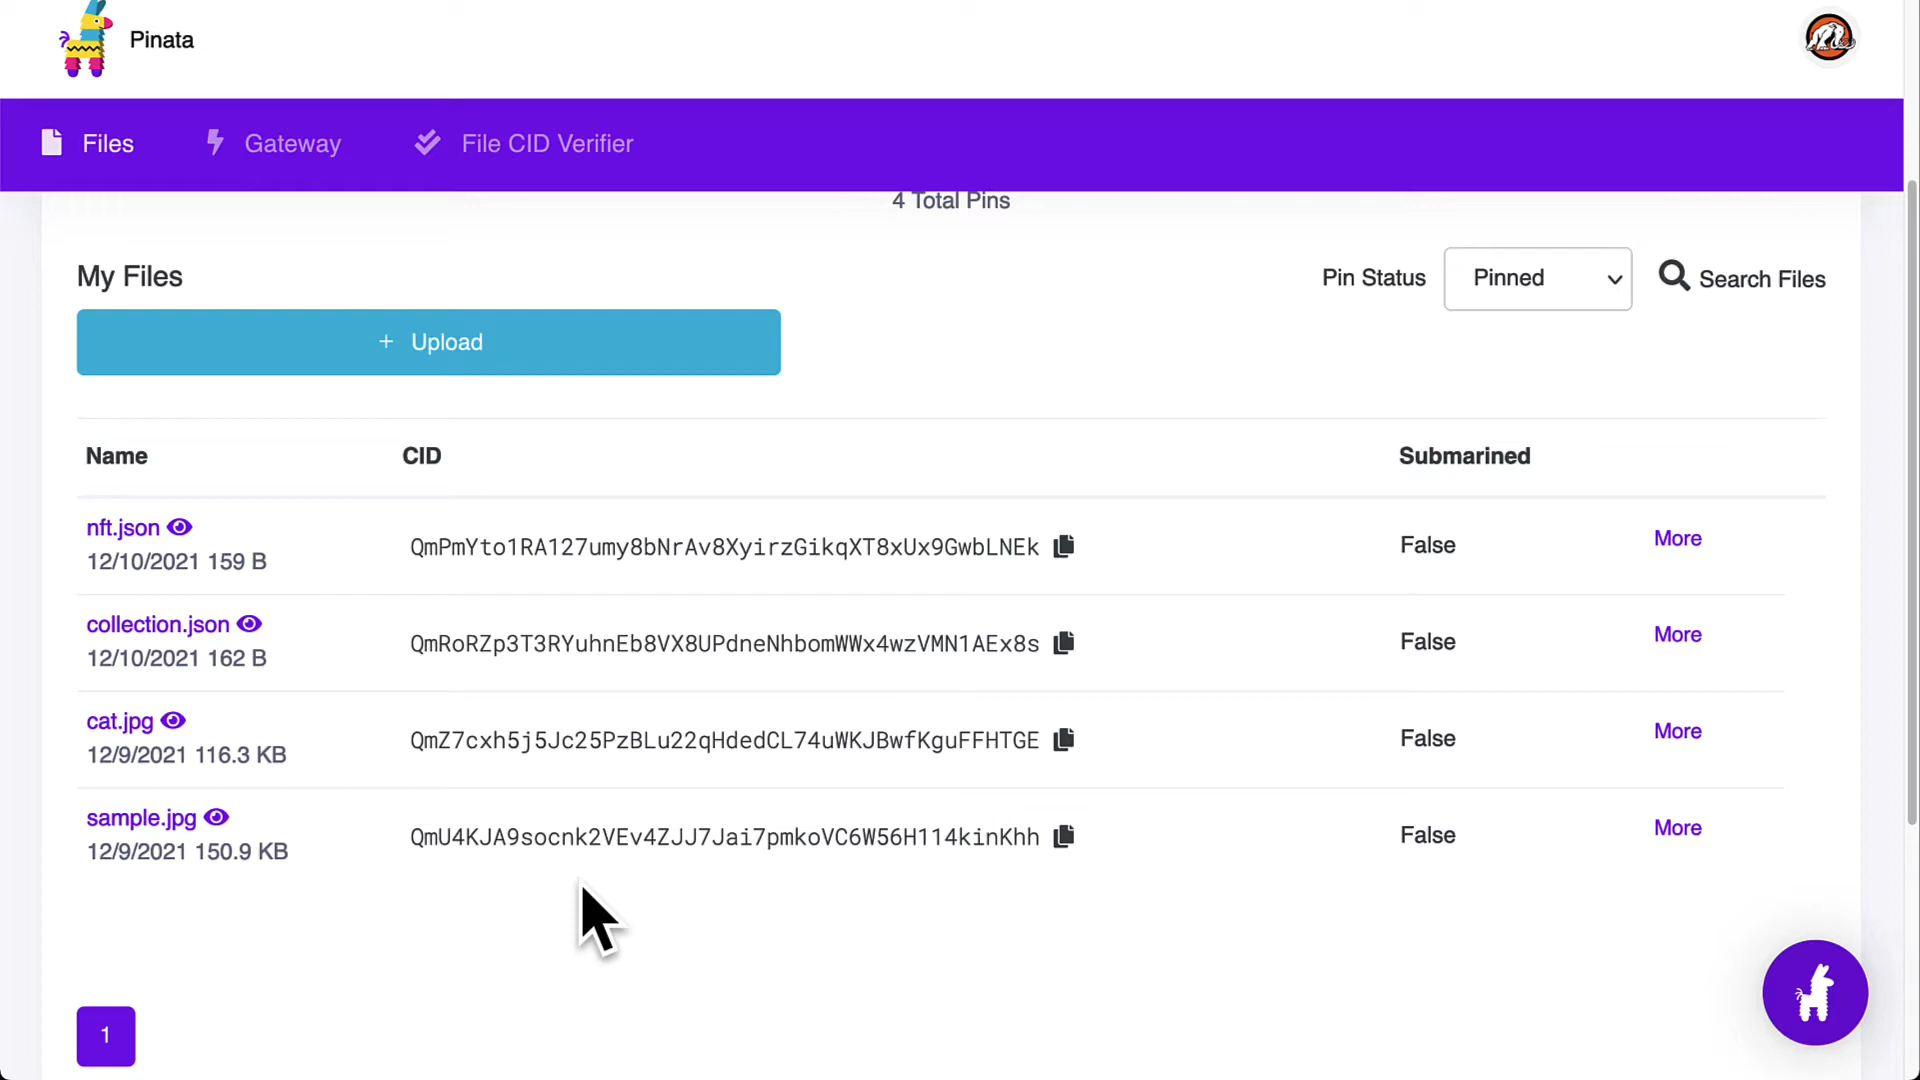 Pinata
Files Gateway File CID Verifier
4 Total Pins
My Files Pin Status Pinned Search Files
+ Upload
Name CID Submarined
nft.json QmPmYto1RA127umy8bNrAv8XyirzGikqXT8xUx9GwbLNEk False More
12/10/2021 159 B
collection.json QmRoRZp3T3RYuhnEb8VX8UPdneNhbomWWx4wzVMN1AEx8s False More
12/10/2021 162 B
cat.jpg QmZ7cxh5j5Jc25PzBLu22qHdedCL74uWKJBwfKguFFHTGE False More
12/9/2021 116.3 KB
sample.jpg QmU4KJA9socnk2VEv4ZJJ7Jai7pmkoVC6W56H114kinKhh False More
12/9/2021 150.9 KB
1